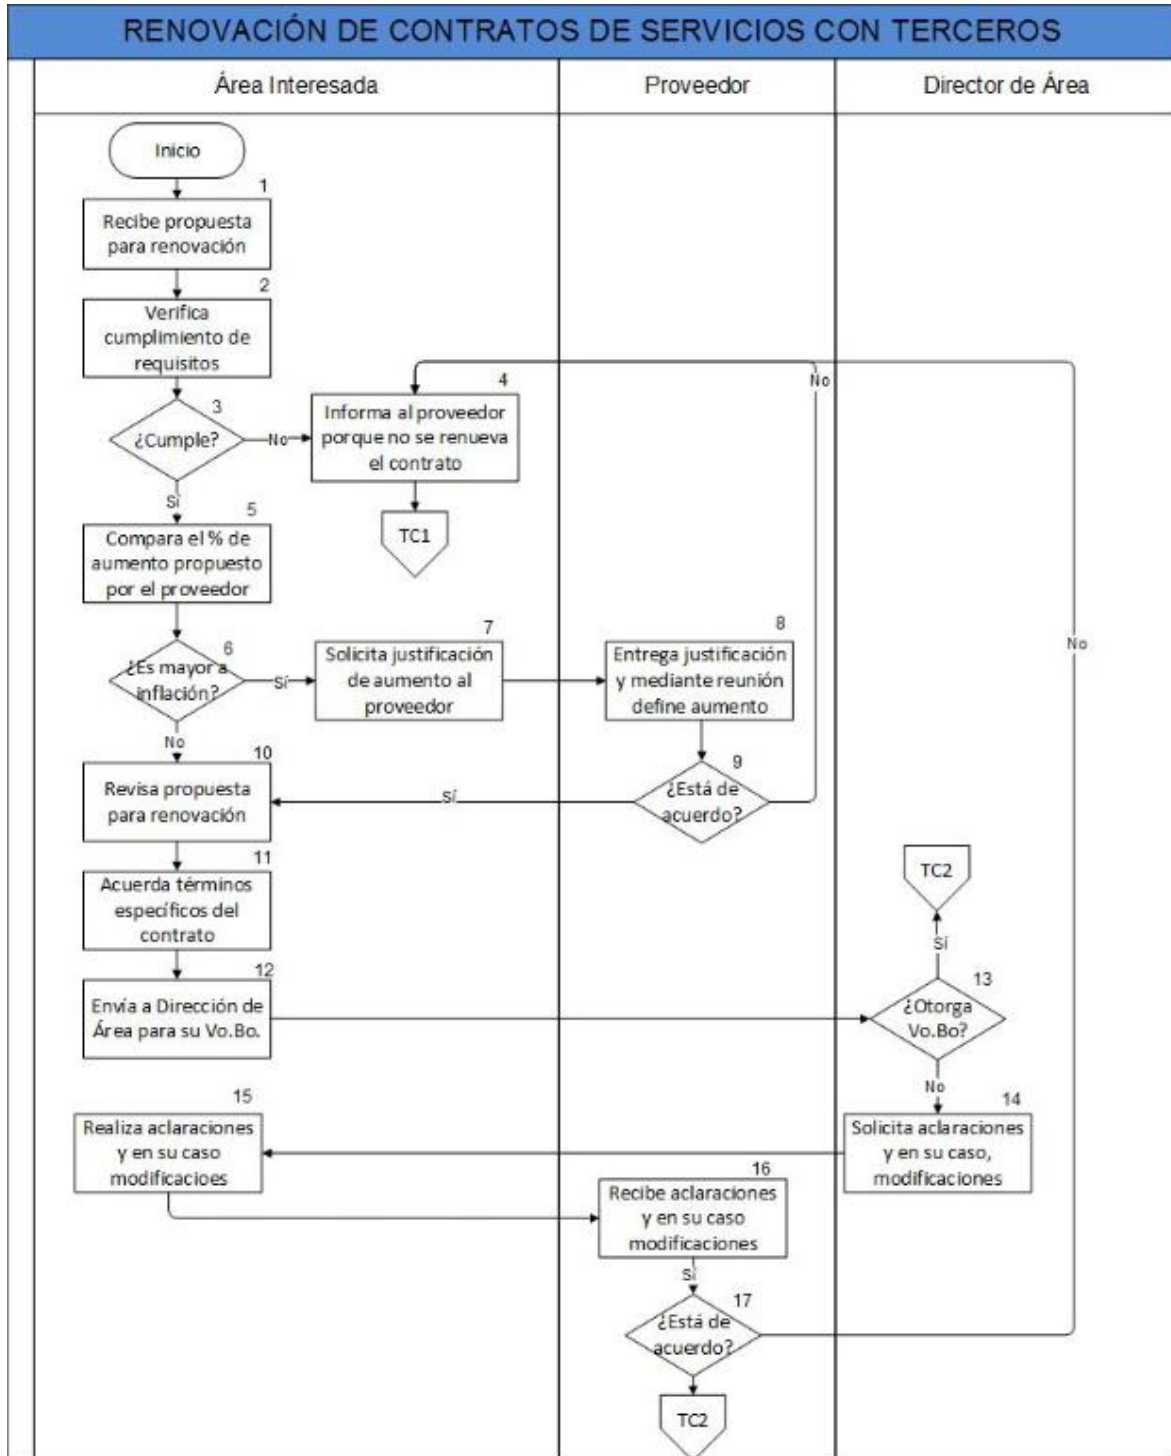 RENOVACIÓN DE CONTRATOS DE SERVICIOS CON TERCEROS
Área Interesada
Proveedor
Director de Área
Inicio
1
Recibe propuesta
para renovación
2
Verifica
cumplimiento de
requisitos
3
¿Cumple?
No
4
Informa al proveedor
porque no se renueva
el contrato
No
TC1
Sí
5
Compara el % de
aumento propuesto
por el proveedor
6
¿Es mayor a
inflación?
Sí
7
Solicita justificación
de aumento al
proveedor
8
Entrega justificación
y mediante reunión
define aumento
No
No
9
¿Está de
acuerdo?
Sí
10
Revisa propuesta
para renovación
11
Acuerda términos
específicos del
contrato
TC2
Sí
12
Envía a Dirección de
Área para su Vo.Bo.
13
¿Otorga
Vo.Bo?
No
14
Solicita aclaraciones
y en su caso,
modificaciones
15
Realiza aclaraciones
y en su caso
modificacioes
16
Recibe aclaraciones
y en su caso
modificaciones
Sí
17
¿Está de
acuerdo?
TC2